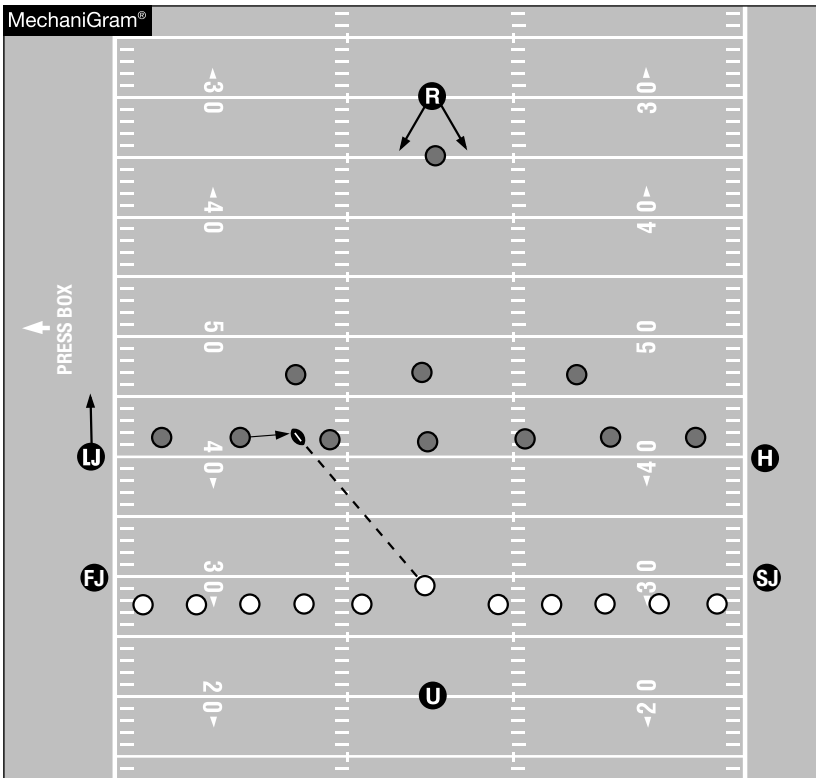 MechaniGram®
R
◄30
30►
◄40
40►
50
50
PRESS BOX
LJ
40►
◄40
H
FJ
30►
◄30
SJ
20►
◄20
U